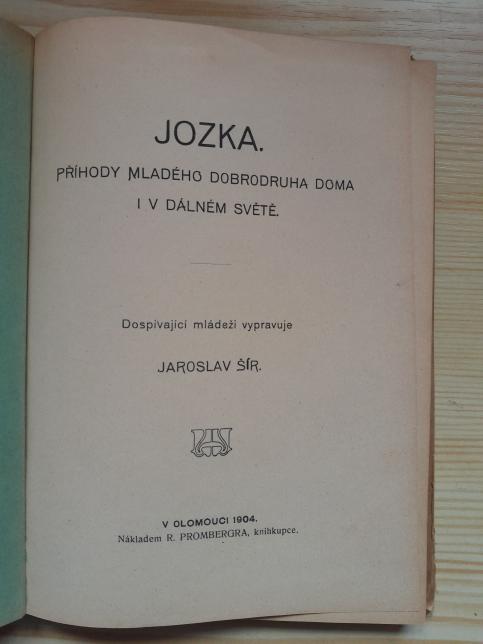 JOZKA.
PŘÍHODY MLADÉHO DOBRODRUHA DOMA
I V DÁLNÉM SVĚTĚ.
Dospívající mládeži vypravuje
JAROSLAV ŠÍR.
V OLOMOUCI 1904.
Nákladem R. PROMBERGRA, knihkupce.